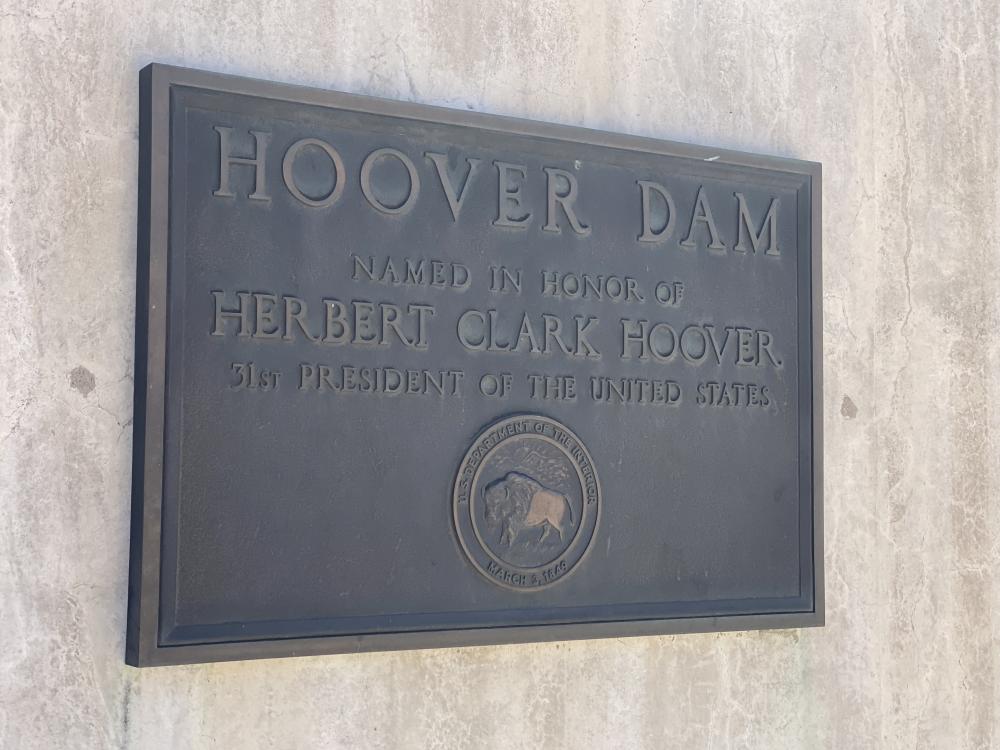 HOOVER DAM
NAMED IN HONOR OF
HERBERT CLARK HOOVER
31ST PRESIDENT OF THE UNITED STATES
U.S. DEPARTMENT OF THE INTERIOR
MARCH 3, 1849